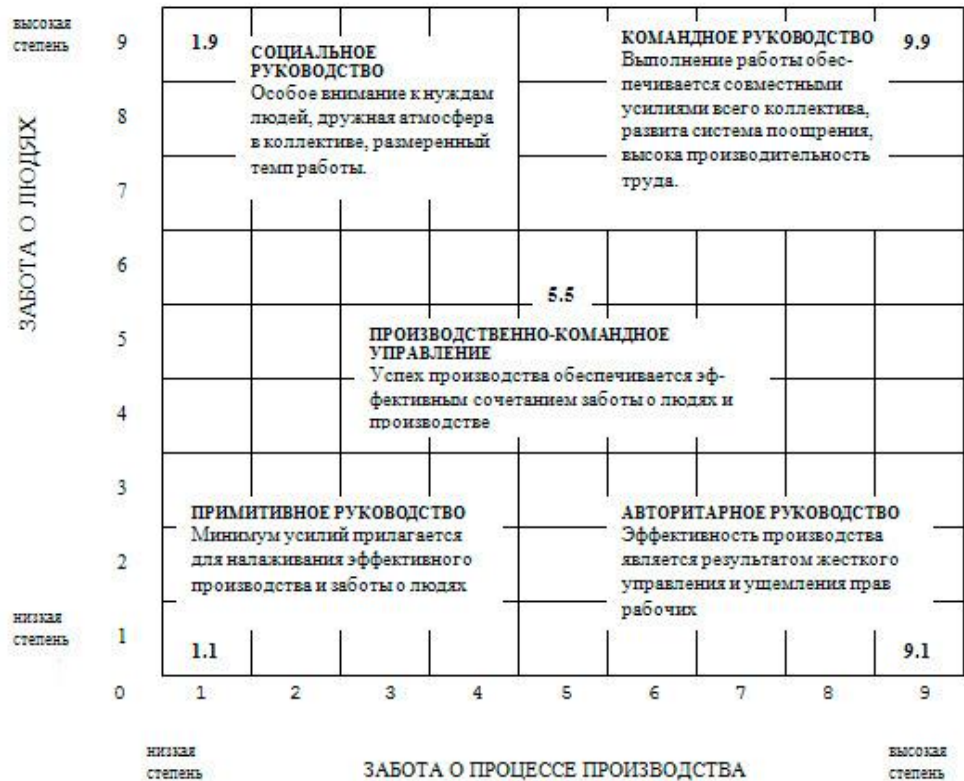 высокая
степень
9
1.9
СОЦИАЛЬНОЕ
РУКОВОДСТВО
Особое внимание к нуждам
людей, дружная атмосфера
в коллективе, размеренный
темп работы.
КОМАНДНОЕ РУКОВОДСТВО
Выполнение работы обес-
печивается совместными
усилиями всего коллектива,
развита система поощрения,
высока производительность
труда.
9.9
8
7
ЗАБОТА О ЛЮДЯХ
6
5.5
5
ПРОИЗВОДСТВЕННО-КОМАНДНОЕ
УПРАВЛЕНИЕ
Успех производства обеспечивается эф-
фективным сочетанием заботы о людях и
производстве
4
3
ПРИМИТИВНОЕ РУКОВОДСТВО
Минимум усилий прилагается
для налаживания эффективного
производства и заботы о людях
АВТОРИТАРНОЕ РУКОВОДСТВО
Эффективность производства
является результатом жесткого
управления и ущемления прав
рабочих
2
низкая
степень
1
1.1
9.1
0 1 2 3 4 5 6 7 8 9
низкая
степень
ЗАБОТА О ПРОЦЕССЕ ПРОИЗВОДСТВА
высокая
степень